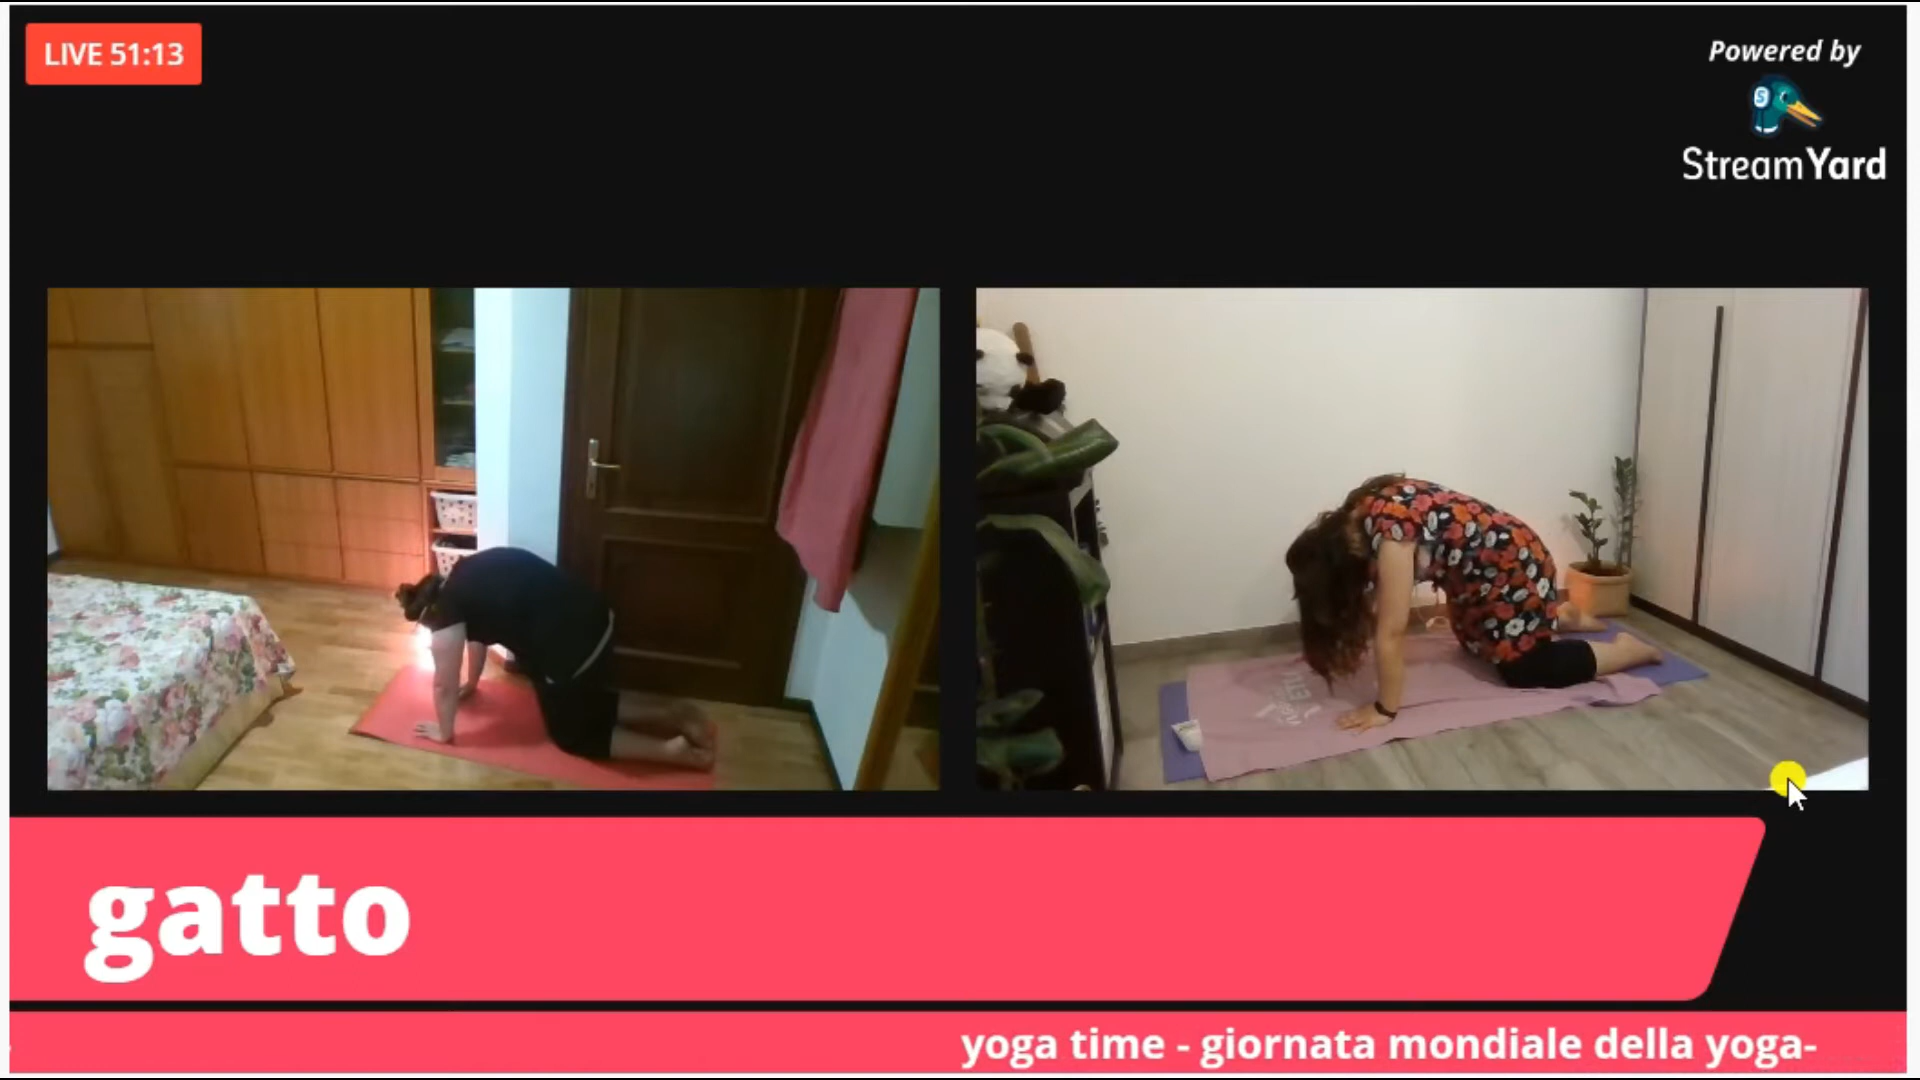 LIVE 51:13
Powered by
StreamYard
gatto
yoga time - giornata mondiale della yoga-